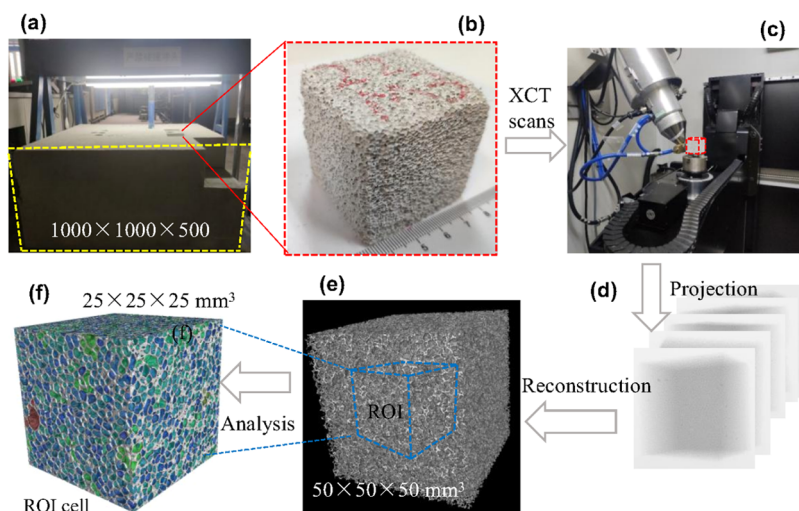 (a)
(b)
(c)
XCT
scans
1000×1000×500
(f)
25×25×25 mm³
(e)
(d)
Projection
(f)
ROI
Reconstruction
Analysis
50×50×50 mm³
ROI cell